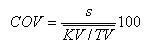 COV = s / (KV / TV) 100